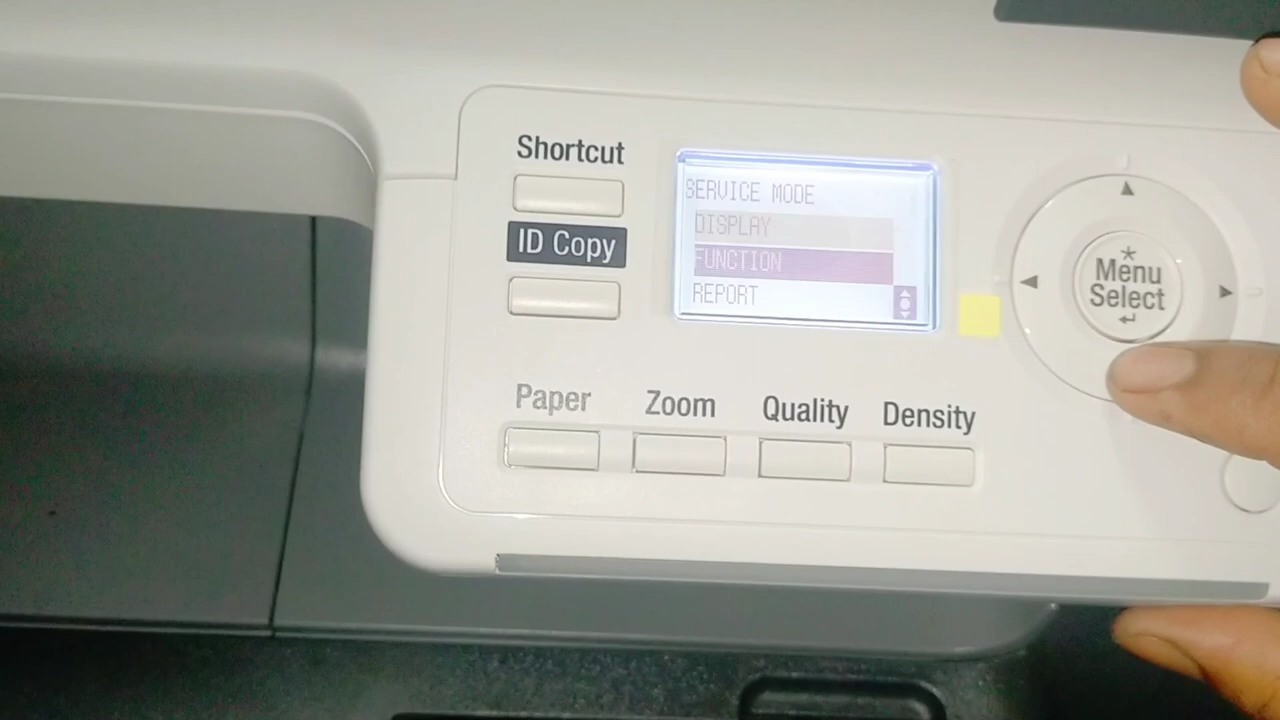 Shortcut
ID Copy
SERVICE MODE
DISPLAY
FUNCTION
REPORT
*
Menu
Select
Paper
Zoom
Quality
Density